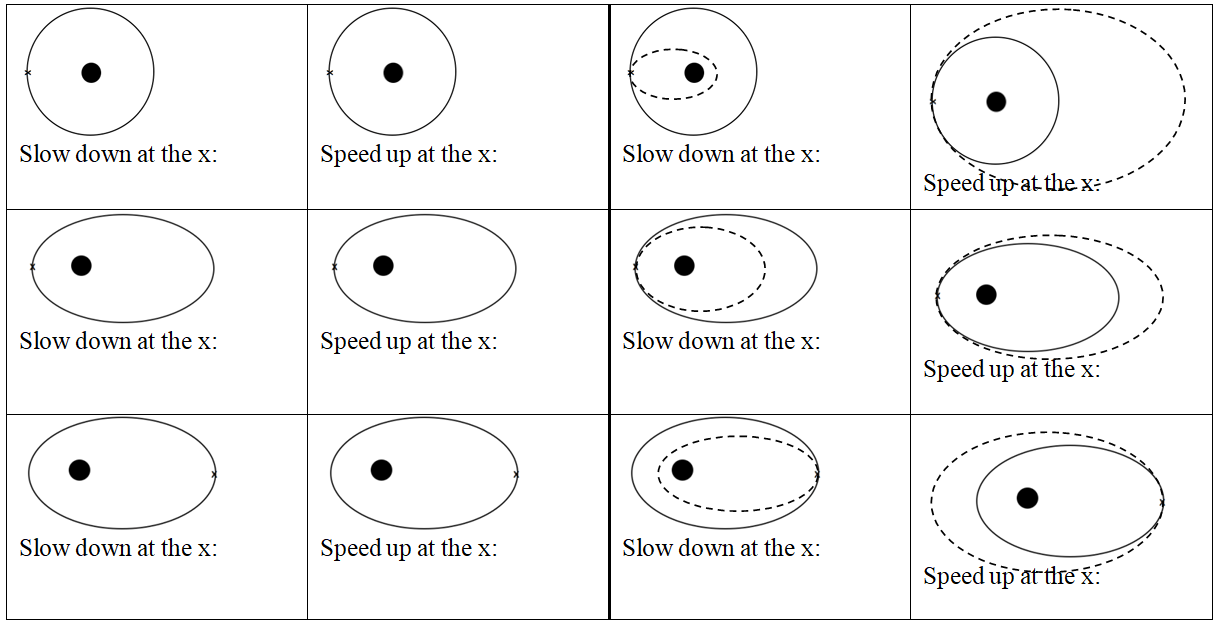 Slow down at the x:
Speed up at the x:
Slow down at the x:
Speed up at the x:
Slow down at the x:
Speed up at the x:
Slow down at the x:
Speed up at the x:
Slow down at the x:
Speed up at the x:
Slow down at the x:
Speed up at the x: